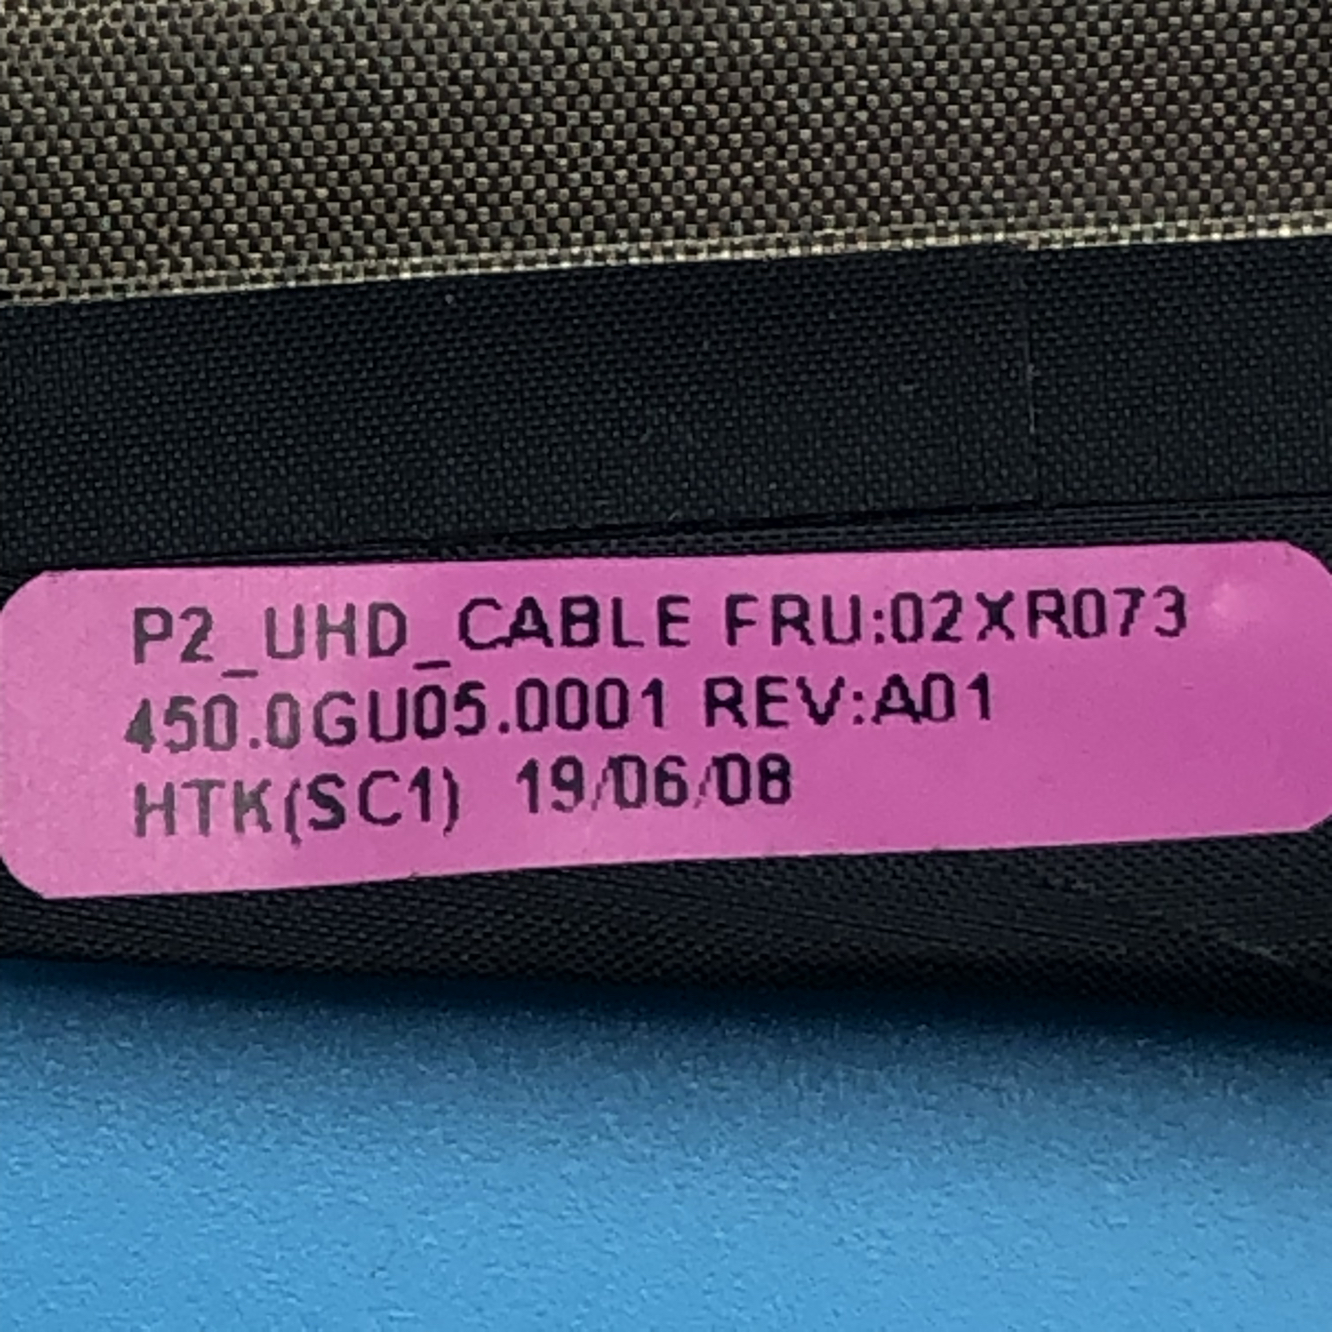 P2_UHD_CABLE FRU:02XR073
450.0GU05.0001 REV:A01
HTK(SC1) 19/06/08